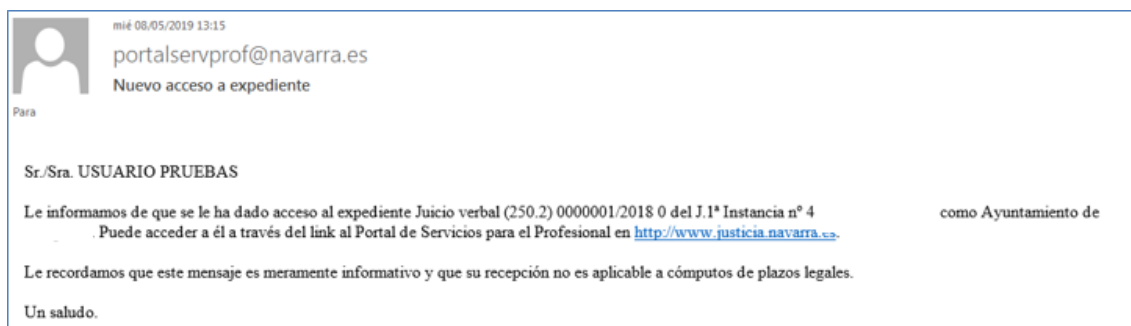 mié 08/05/2019 13:15
portalservprof@navarra.es
Nuevo acceso a expediente
Para
Sr./Sra. USUARIO PRUEBAS
Le informamos de que se le ha dado acceso al expediente Juicio verbal (250.2) 0000001/2018 0 del J.1ª Instancia nº 4 como Ayuntamiento de
. Puede acceder a él a través del link al Portal de Servicios para el Profesional en http://www.justicia.navarra.es.
Le recordamos que este mensaje es meramente informativo y que su recepción no es aplicable a cómputos de plazos legales.
Un saludo.